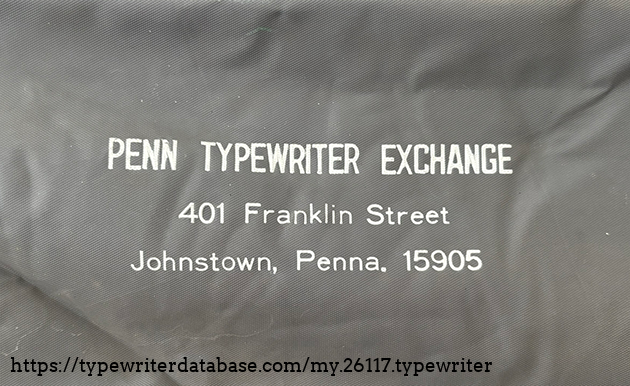 PENN TYPEWRITER EXCHANGE
401 Franklin Street
Johnstown, Penna. 15905
https://typewriterdatabase.com/my.26117.typewriter